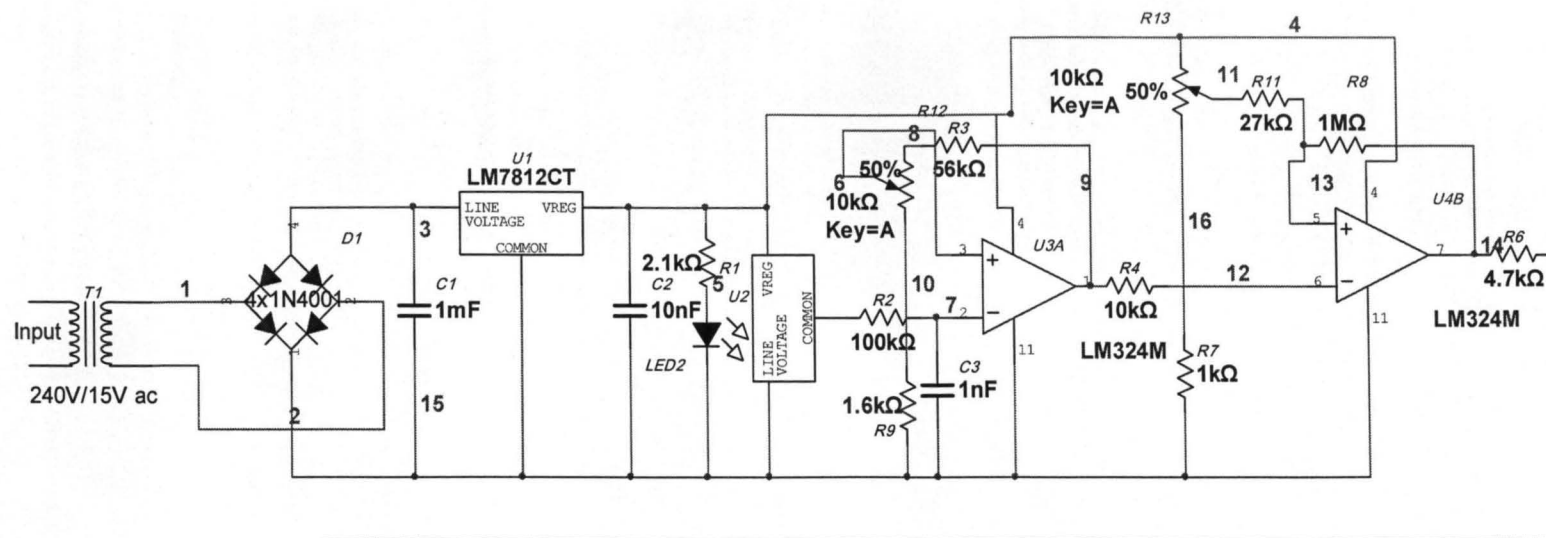 Input
T1
240V/15V ac
1
2
D1
4
3
2
1
4x1N4001
3
15
C1
1mF
U1
LM7812CT
LINE
VOLTAGE
VREG
COMMON
C2
10nF
2.1kΩ
R1
5
LED2
U2
VREG
LINE
VOLTAGE
COMMON
R12
8
R3
56kΩ
6
50%
10kΩ
Key=A
10
R2
100kΩ
7
1.6kΩ
R9
C3
1nF
3
2
4
11
1
U3A
9
R4
10kΩ
LM324M
12
R13
4
10kΩ
Key=A
50%
11
R11
27kΩ
R8
1MΩ
13
16
R7
1kΩ
5
6
4
11
7
U4B
14
R6
4.7kΩ
LM324M